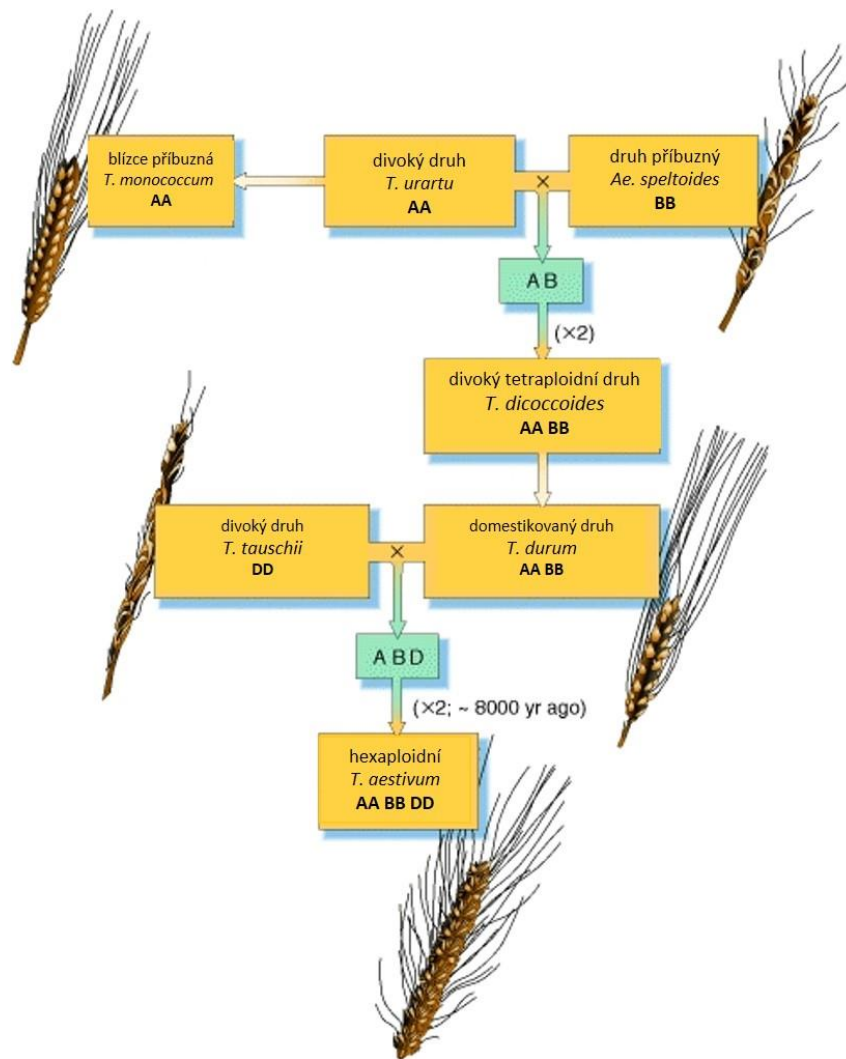 blízce příbuzná
T. monococcum
AA
divoký druh
T. urartu
AA
×
druh příbuzný
Ae. speltoides
BB
A B
(×2)
divoký tetraploidní druh
T. dicoccoides
AA BB
divoký druh
T. tauschii
DD
×
domestikovaný druh
T. durum
AA BB
A B D
(×2; ~ 8000 yr ago)
hexaploidní
T. aestivum
AA BB DD